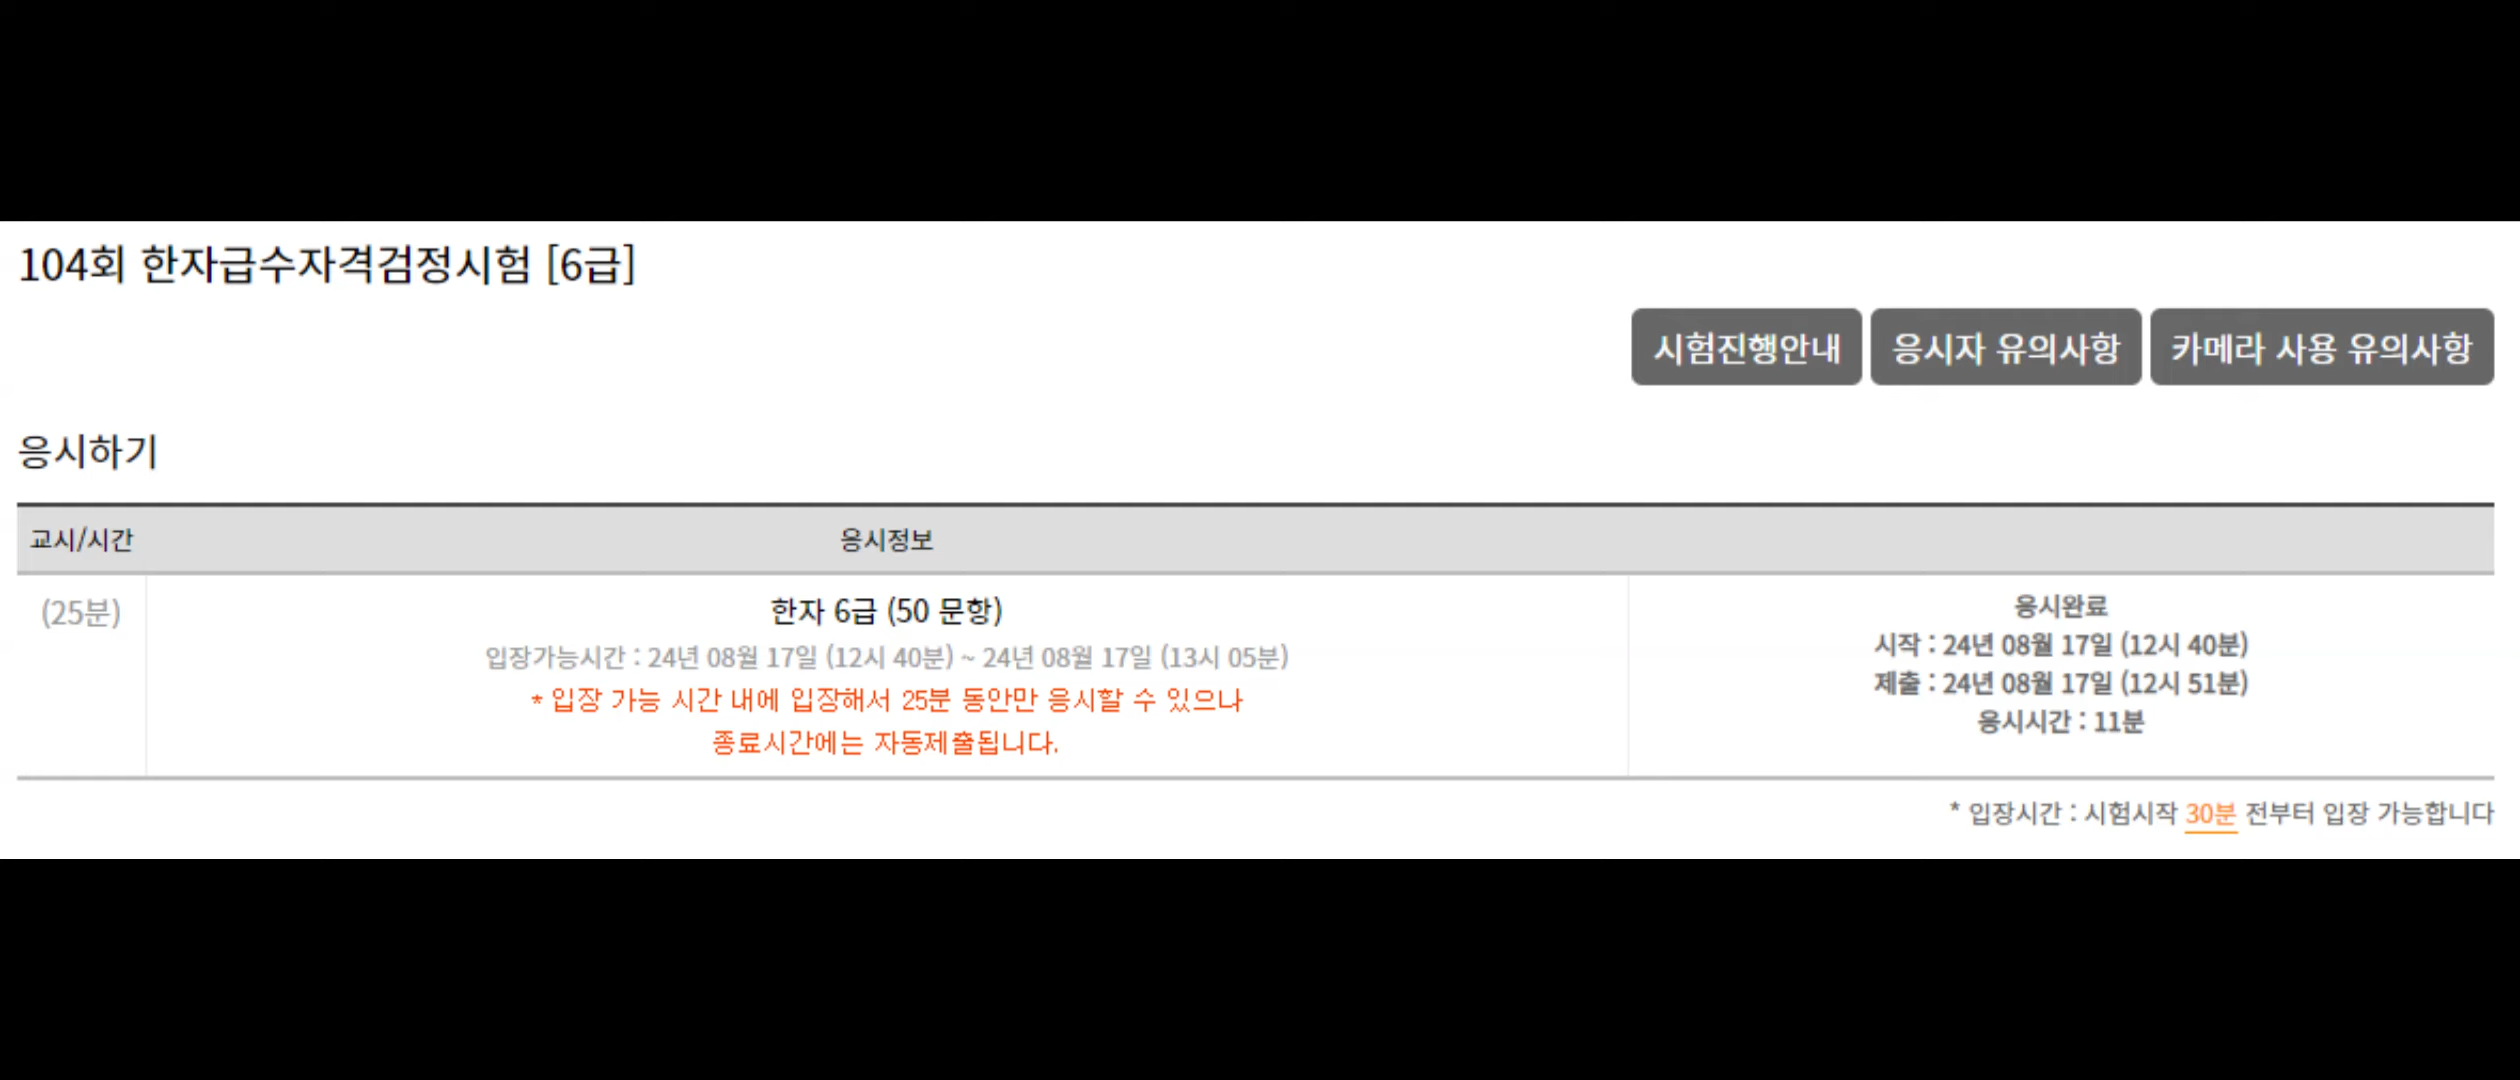 104회 한자급수자격검정시험 [6급]
시험진행안내 응시자 유의사항 카메라 사용 유의사항
응시하기
교시/시간 응시정보
(25분)
한자 6급 (50 문항)
입장가능시간 : 24년 08월 17일 (12시 40분) ~ 24년 08월 17일 (13시 05분)
* 입장 가능 시간 내에 입장해서 25분 동안만 응시할 수 있으나
종료시간에는 자동제출됩니다.
응시완료
시작 : 24년 08월 17일 (12시 40분)
제출 : 24년 08월 17일 (12시 51분)
응시시간 : 11분
* 입장시간 : 시험시작 30분 전부터 입장 가능합니다